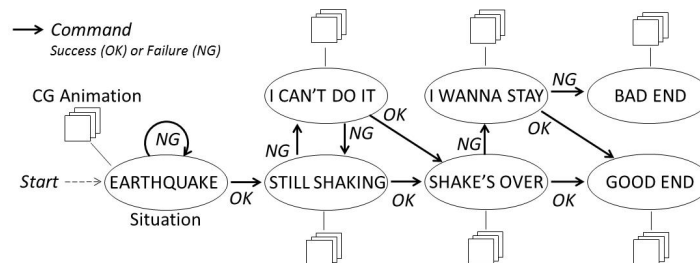 Command
Success (OK) or Failure (NG)
CG Animation
I CAN'T DO IT
I WANNA STAY
NG
BAD END
OK
OK
NG
NG
NG
NG
Start
EARTHQUAKE
STILL SHAKING
SHAKE'S OVER
GOOD END
OK
OK
OK
Situation